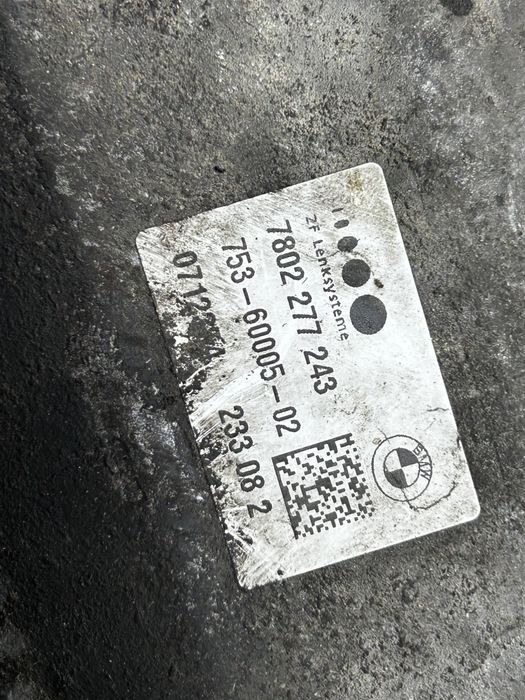 ZF Lenksysteme
7802 277 243
753-60005-02
233 08 2
BMW